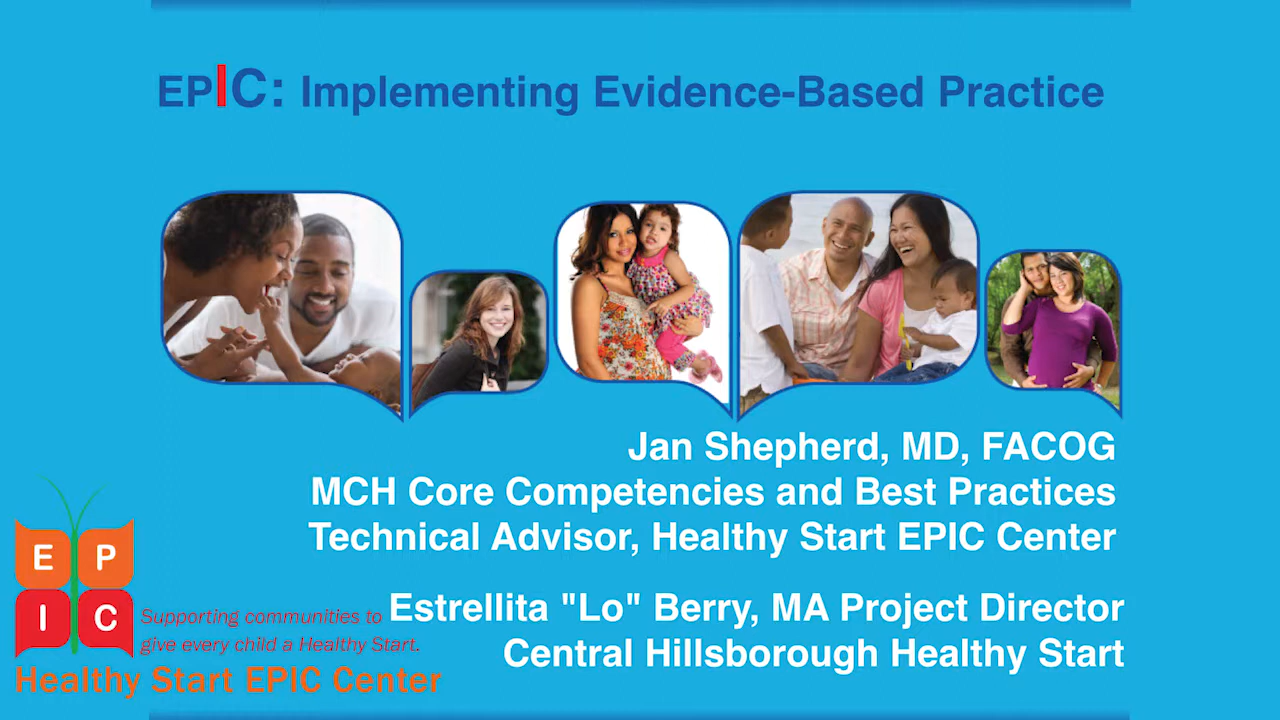 EPIC: Implementing Evidence-Based Practice
Jan Shepherd, MD, FACOG
MCH Core Competencies and Best Practices
Technical Advisor, Healthy Start EPIC Center
Estrellita "Lo" Berry, MA Project Director
Central Hillsborough Healthy Start
E P
I C
Supporting communities to
give every child a Healthy Start.
Healthy Start EPIC Center